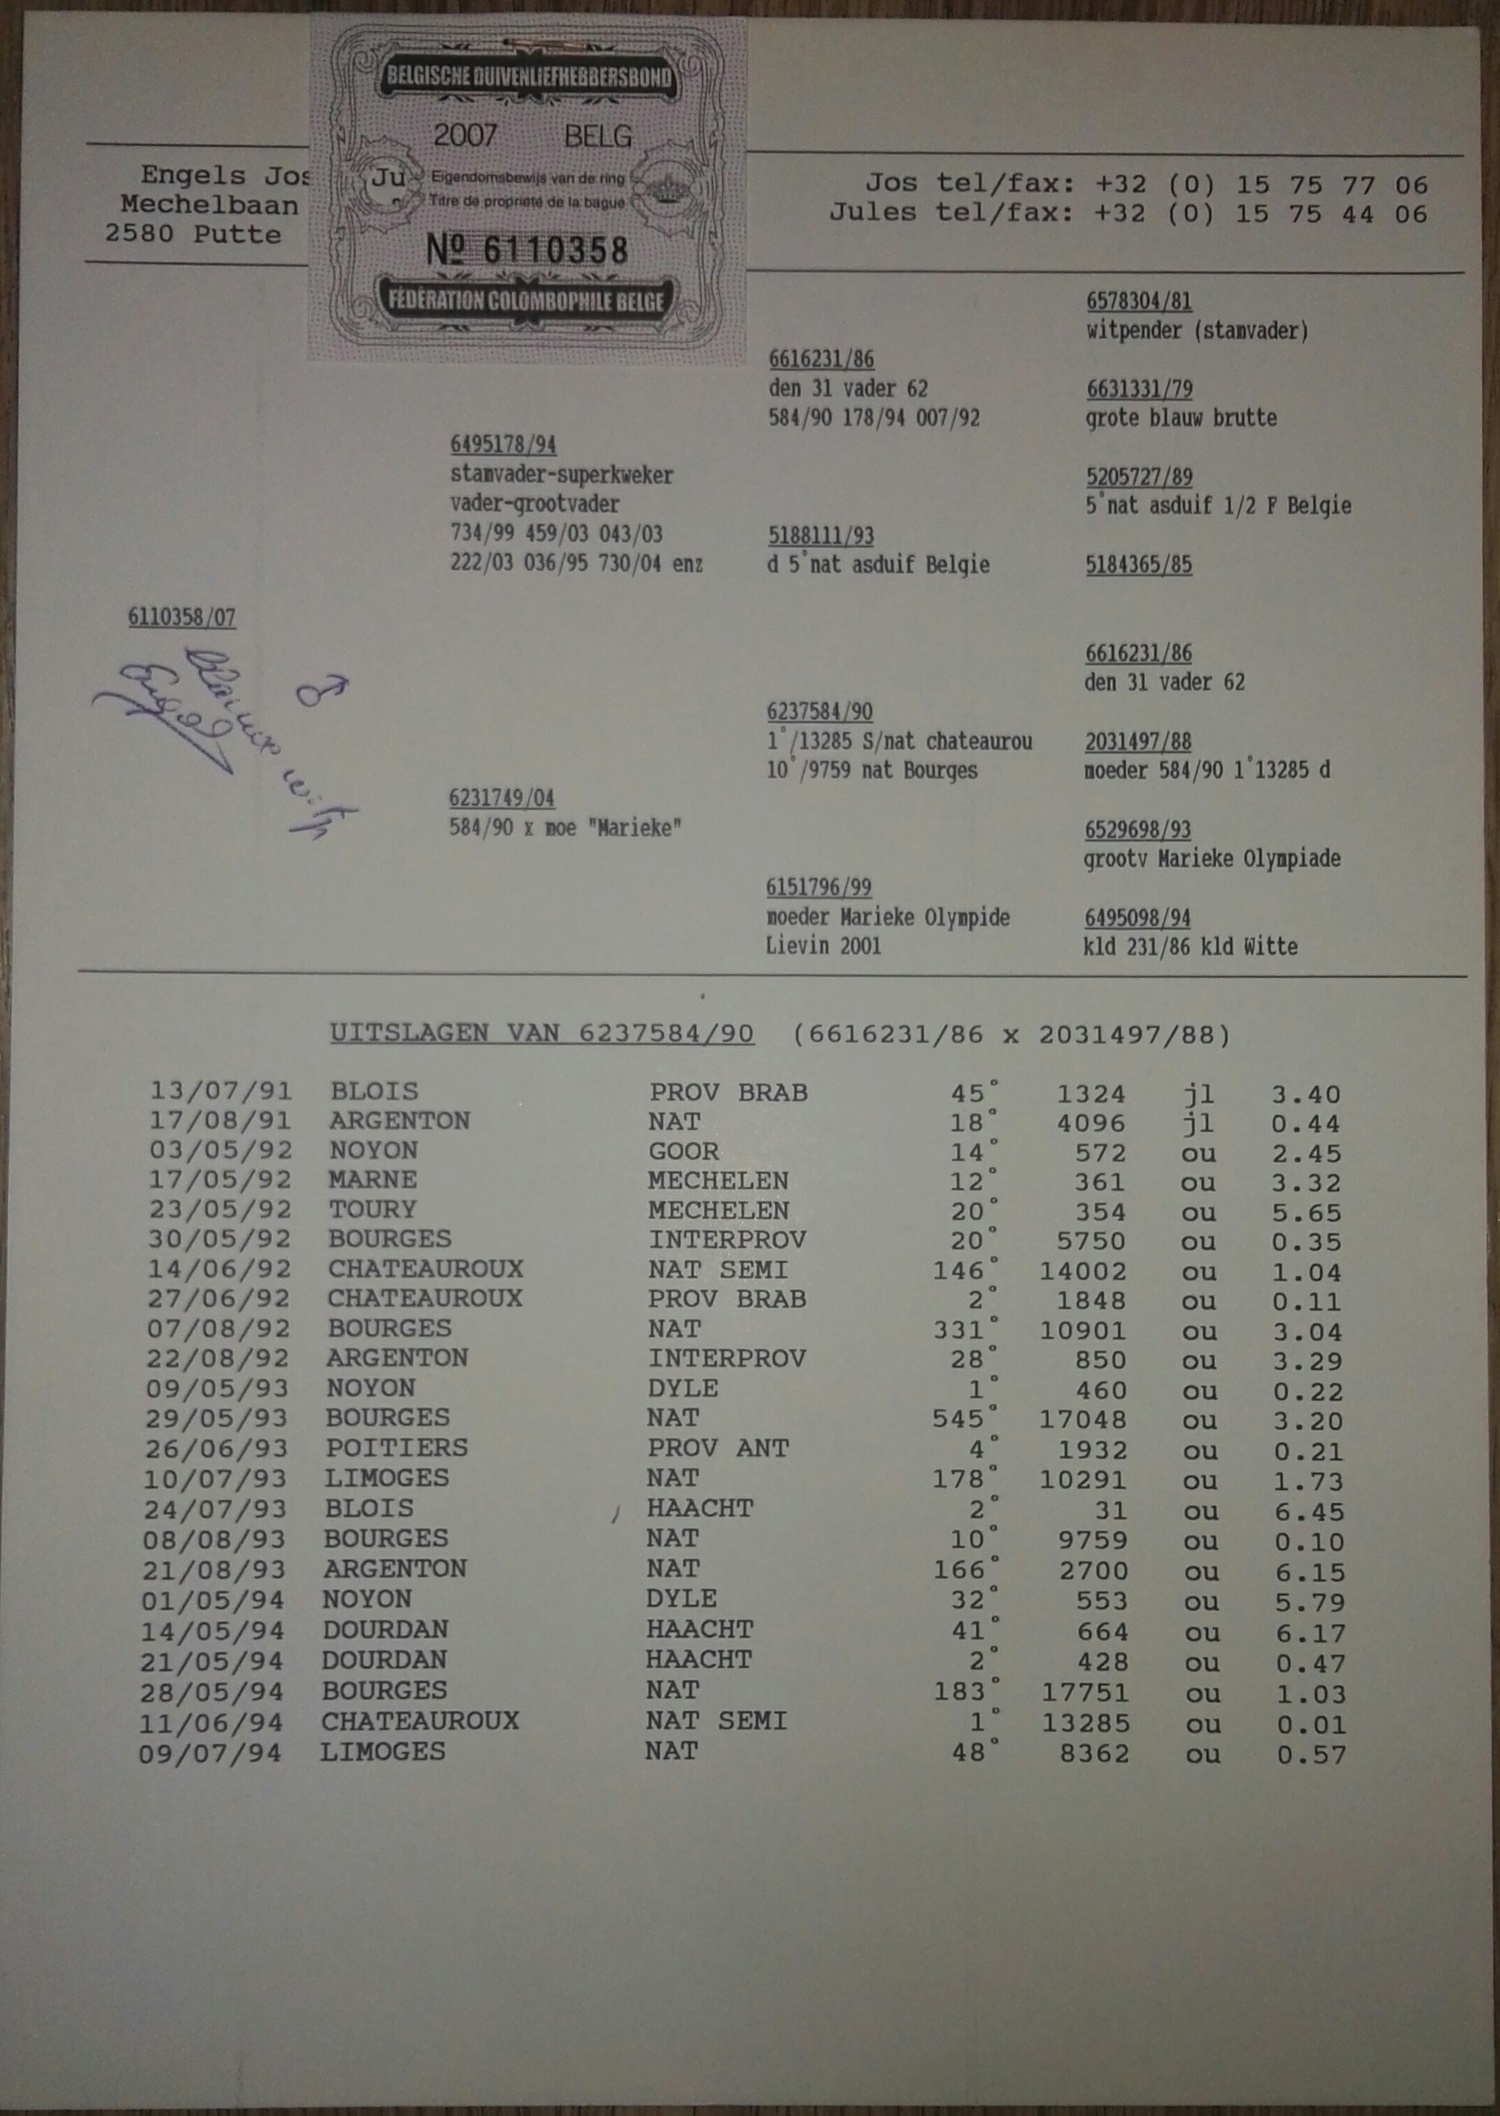 BELGISCHE DUIVENLIEFHEBBERSBOND
2007 BELG
Ju
Eigendomsbewijs van de ring
Titre de propriété de la bague
Nº 6110358
FÉDÉRATION COLOMBOPHILE BELGE
Engels Jos
Mechelbaan
2580 Putte
Jos tel/fax: +32 (0) 15 75 77 06
Jules tel/fax: +32 (0) 15 75 44 06
6578304/81
witpender (stamvader)
6616231/86
den 31 vader 62
584/90 178/94 007/92
6631331/79
grote blauw brutte
6495178/94
stamvader-superkweker
vader-grootvader
734/99 459/03 043/03
222/03 036/95 730/04 enz
5205727/89
5°nat asduif 1/2 F Belgie
5188111/93
d 5°nat asduif Belgie
5184365/85
6110358/07
♂
6616231/86
den 31 vader 62
6237584/90
1°/13285 S/nat chateaurou
10°/9759 nat Bourges
2031497/88
moeder 584/90 1°13285 d
6231749/04
584/90 x moe "Marieke"
6529698/93
grootv Marieke Olympiade
6151796/99
moeder Marieke Olympide
Lievin 2001
6495098/94
kld 231/86 kld Witte
UITSLAGEN VAN 6237584/90 (6616231/86 x 2031497/88)
13/07/91 BLOIS PROV BRAB 45° 1324 jl 3.40
17/08/91 ARGENTON NAT 18° 4096 jl 0.44
03/05/92 NOYON GOOR 14° 572 ou 2.45
17/05/92 MARNE MECHELEN 12° 361 ou 3.32
23/05/92 TOURY MECHELEN 20° 354 ou 5.65
30/05/92 BOURGES INTERPROV 20° 5750 ou 0.35
14/06/92 CHATEAUROUX NAT SEMI 146° 14002 ou 1.04
27/06/92 CHATEAUROUX PROV BRAB 2° 1848 ou 0.11
07/08/92 BOURGES NAT 331° 10901 ou 3.04
22/08/92 ARGENTON INTERPROV 28° 850 ou 3.29
09/05/93 NOYON DYLE 1° 460 ou 0.22
29/05/93 BOURGES NAT 545° 17048 ou 3.20
26/06/93 POITIERS PROV ANT 4° 1932 ou 0.21
10/07/93 LIMOGES NAT 178° 10291 ou 1.73
24/07/93 BLOIS HAACHT 2° 31 ou 6.45
08/08/93 BOURGES NAT 10° 9759 ou 0.10
21/08/93 ARGENTON NAT 166° 2700 ou 6.15
01/05/94 NOYON DYLE 32° 553 ou 5.79
14/05/94 DOURDAN HAACHT 41° 664 ou 6.17
21/05/94 DOURDAN HAACHT 2° 428 ou 0.47
28/05/94 BOURGES NAT 183° 17751 ou 1.03
11/06/94 CHATEAUROUX NAT SEMI 1° 13285 ou 0.01
09/07/94 LIMOGES NAT 48° 8362 ou 0.57